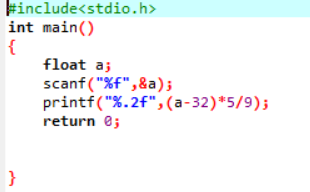 #include<stdio.h>
int main()
{
    float a;
    scanf("%f",&a);
    printf("%.2f",(a-32)*5/9);
    return 0;
}